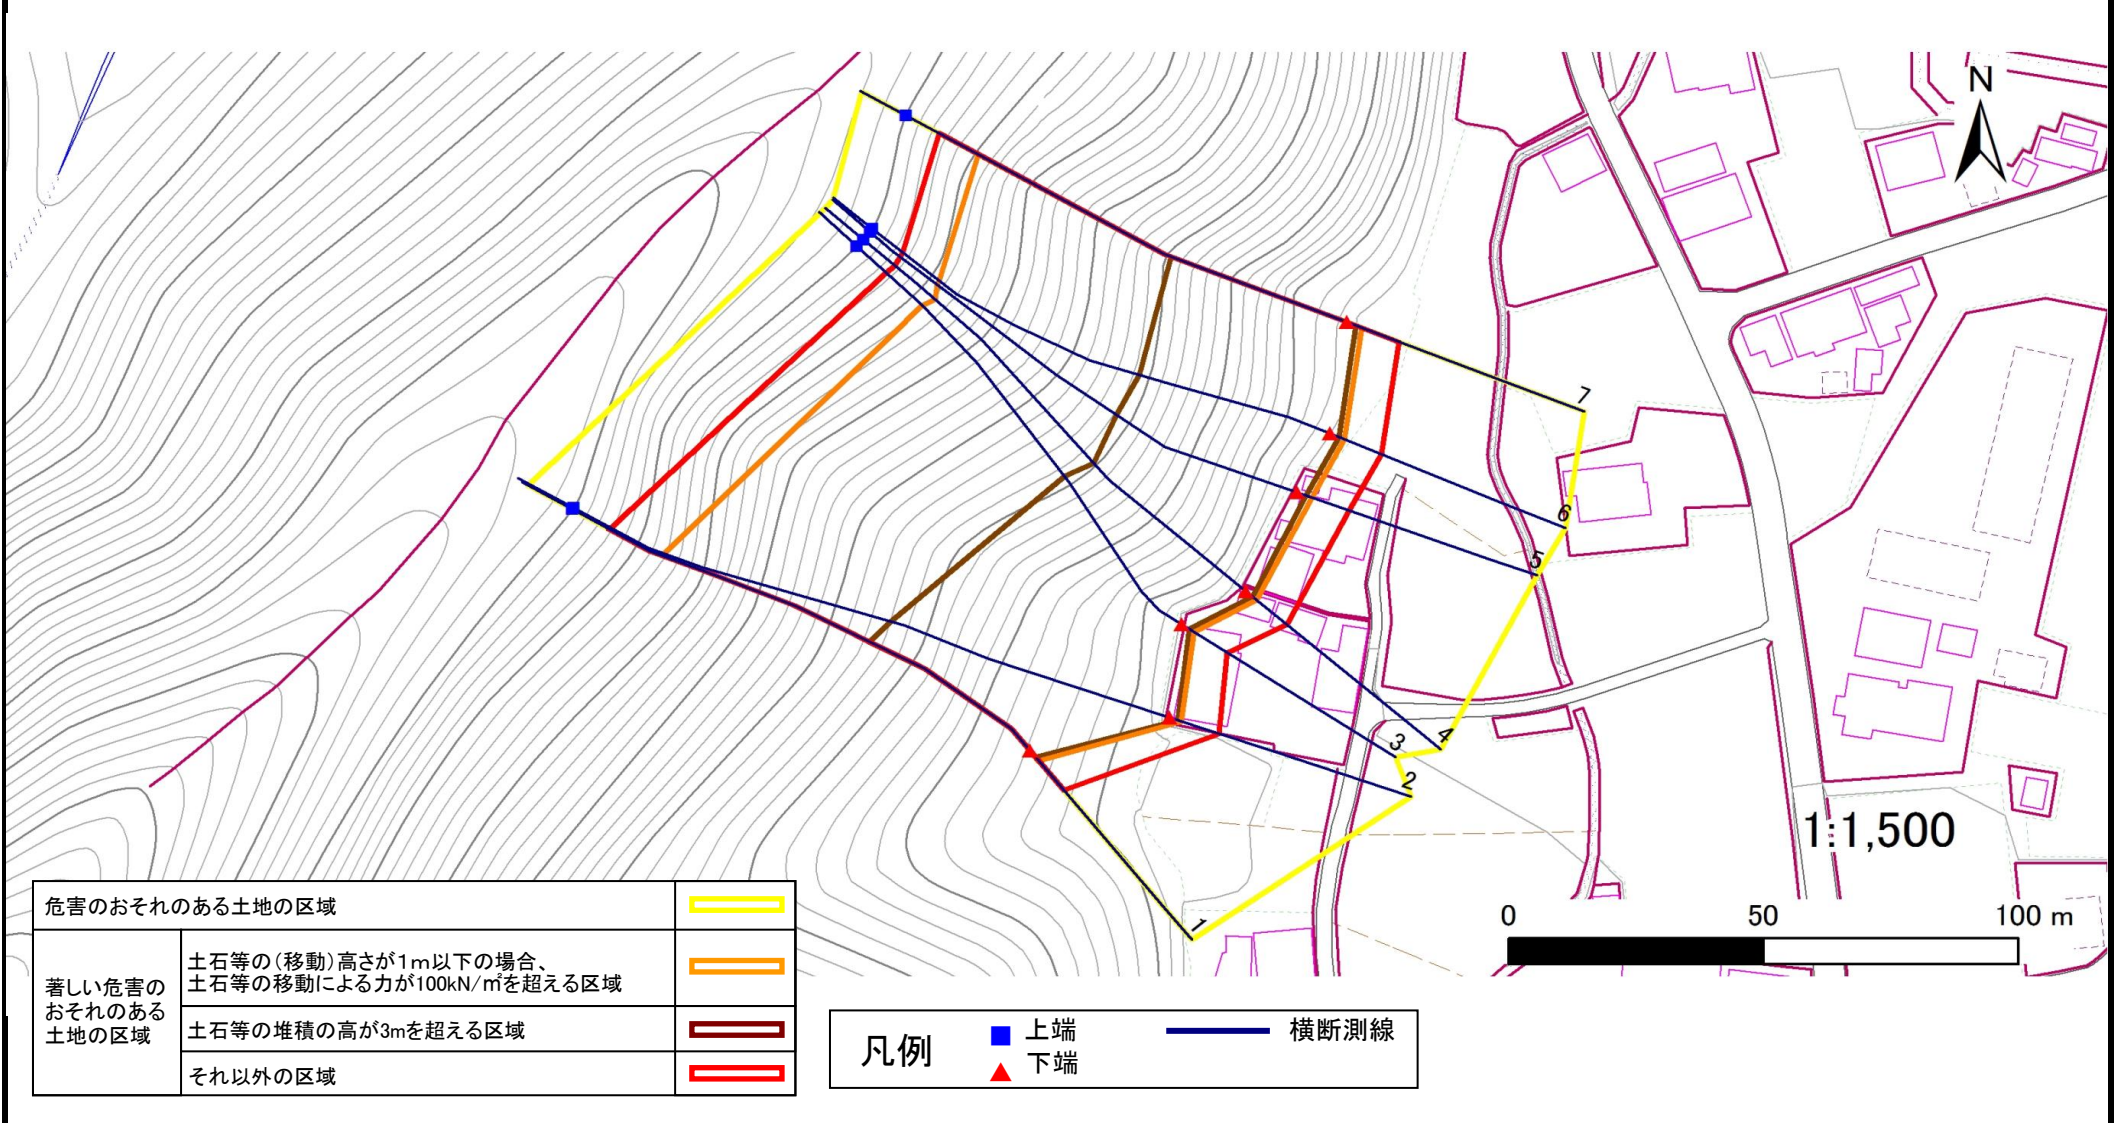 N
7
6
5
4
3
2
1
1:1,500
0 50 100 m
危害のおそれのある土地の区域
著しい危害の
おそれのある
土地の区域
土石等の(移動)高さが1m以下の場合、
土石等の移動による力が100kN/㎡を超える区域
土石等の堆積の高が3mを超える区域
それ以外の区域
凡例
上端
下端
横断測線